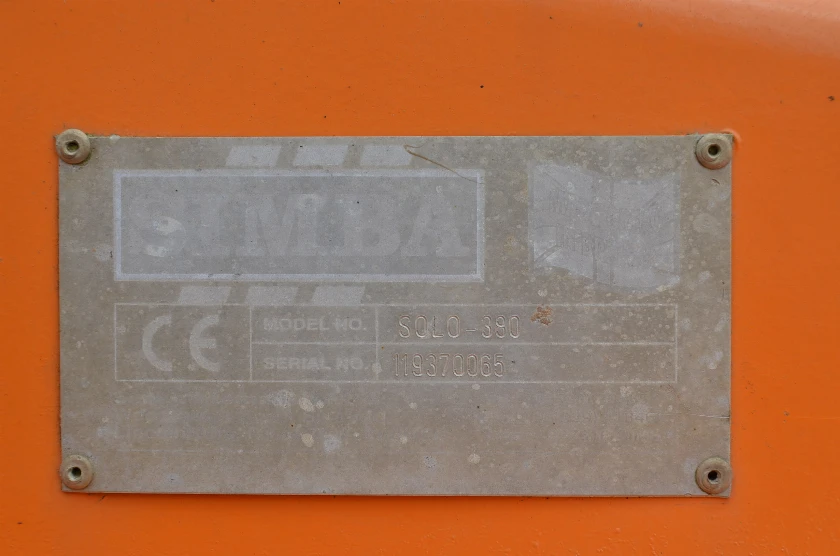 SIMBA
CE
MODEL NO. SOLO-380
SERIAL NO. 119370065